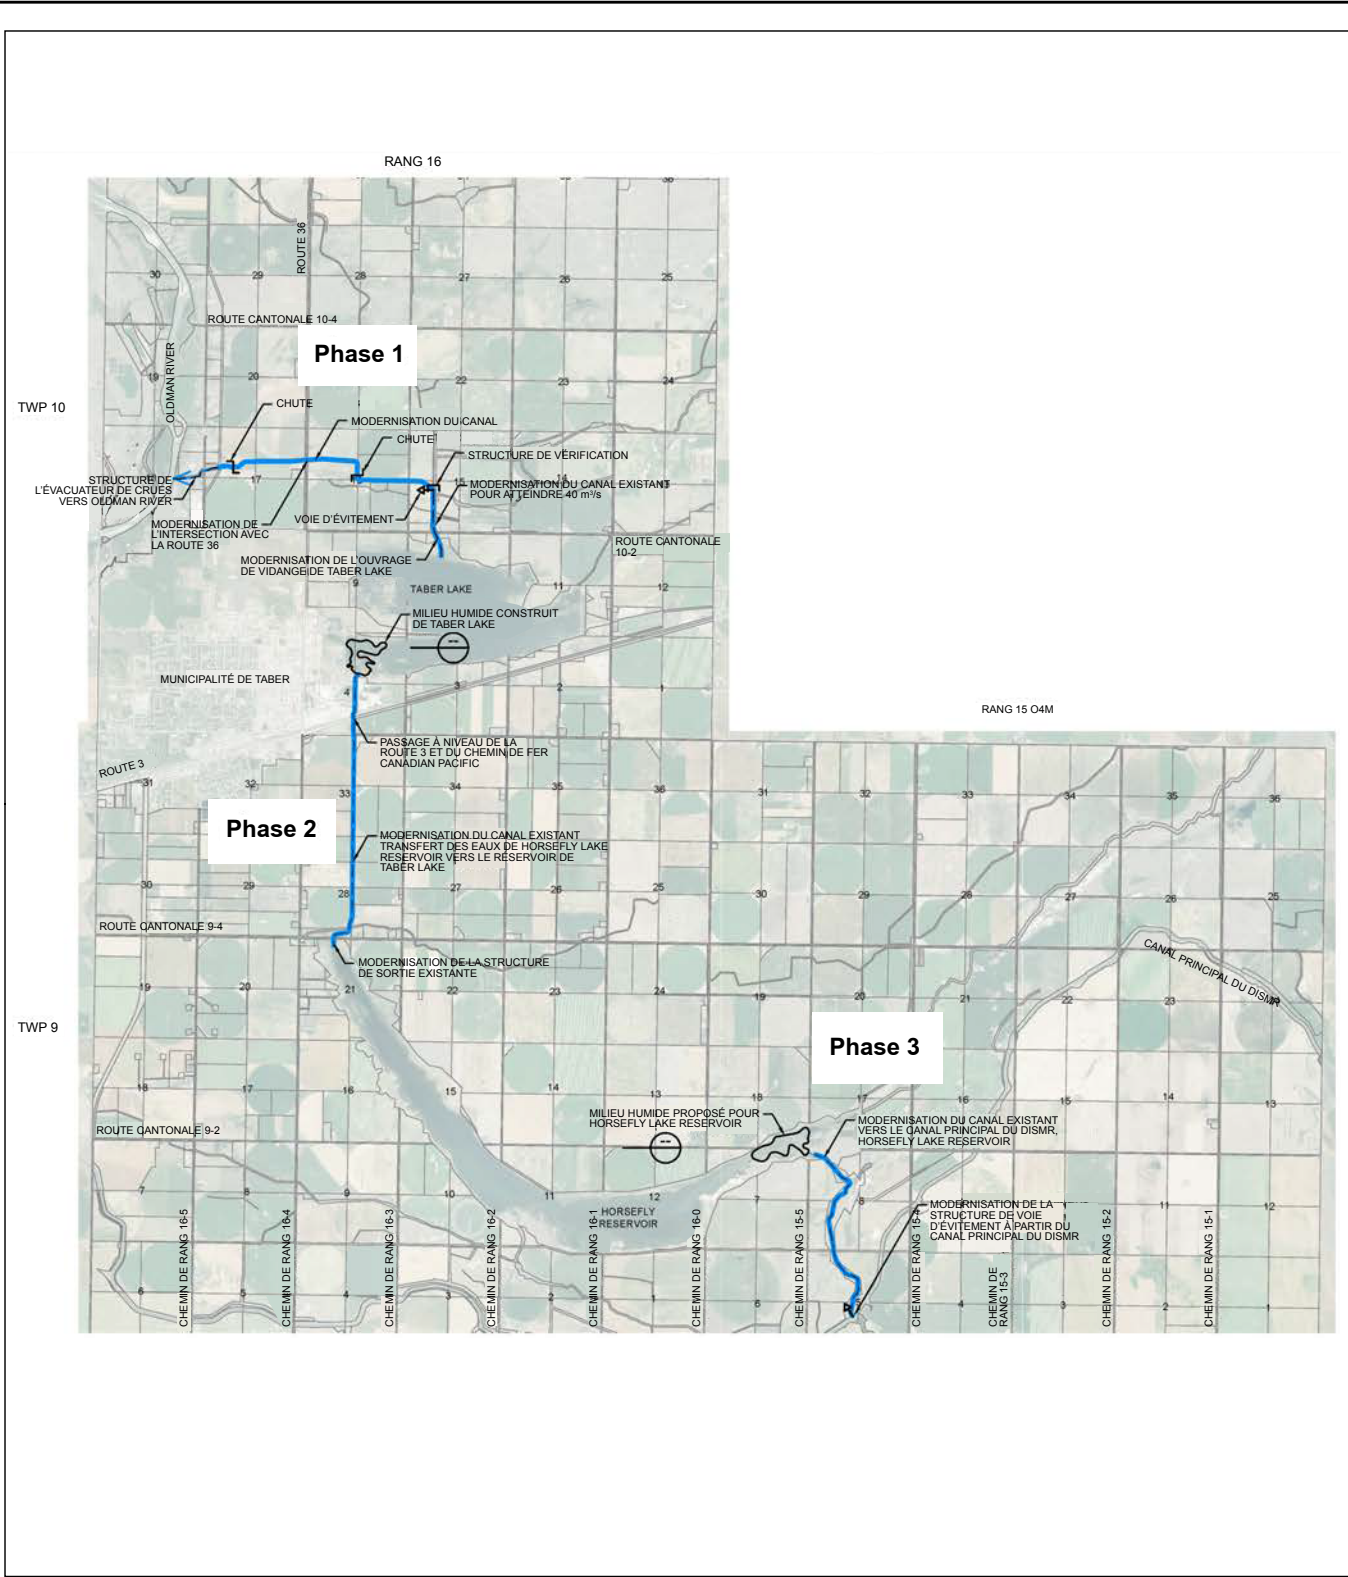 RANG 16
ROUTE 36
30
29
28
27
26
25
ROUTE CANTONALE 10-4
Phase 1
OLDMAN RIVER
19
20
22
23
24
TWP 10
CHUTE
MODERNISATION DU CANAL
CHUTE
STRUCTURE DE VÉRIFICATION
STRUCTURE DE
L'ÉVACUATEUR DE CRUES
VERS OLDMAN RIVER
17
15
14
13
MODERNISATION DU CANAL EXISTANT
POUR ATTEINDRE 40 m³/s
VOIE D'ÉVITEMENT
MODERNISATION DE
L'INTERSECTION AVEC
LA ROUTE 36
ROUTE CANTONALE
10-2
MODERNISATION DE L'OUVRAGE
DE VIDANGE DE TABER LAKE
9
TABER LAKE
11
12
MILIEU HUMIDE CONSTRUIT
DE TABER LAKE
MUNICIPALITÉ DE TABER
4
3
2
1
RANG 15 O4M
PASSAGE À NIVEAU DE LA
ROUTE 3 ET DU CHEMIN DE FER
CANADIAN PACIFIC
ROUTE 3
31
32
33
34
35
36
31
32
33
34
35
36
Phase 2
MODERNISATION DU CANAL EXISTANT
TRANSFERT DES EAUX DE HORSEFLY LAKE
RESERVOIR VERS LE RÉSERVOIR DE
TABER LAKE
30
29
28
27
26
25
30
29
28
27
26
25
ROUTE CANTONALE 9-4
CANAL PRINCIPAL DU DISMR
MODERNISATION DE LA STRUCTURE
DE SORTIE EXISTANTE
19
20
21
22
23
24
19
20
21
22
23
24
TWP 9
Phase 3
18
17
16
15
14
13
18
17
16
15
14
13
MILIEU HUMIDE PROPOSÉ POUR
HORSEFLY LAKE RESERVOIR
MODERNISATION DU CANAL EXISTANT
VERS LE CANAL PRINCIPAL DU DISMR,
HORSEFLY LAKE RESERVOIR
ROUTE CANTONALE 9-2
7
8
9
10
11
12
7
8
11
12
HORSEFLY
RESERVOIR
MODERNISATION DE LA
STRUCTURE DE VOIE
D'ÉVITEMENT À PARTIR DU
CANAL PRINCIPAL DU DISMR
CHEMIN DE RANG 16-5
CHEMIN DE RANG 16-4
CHEMIN DE RANG 16-3
CHEMIN DE RANG 16-2
CHEMIN DE RANG 16-1
CHEMIN DE RANG 16-0
CHEMIN DE RANG 15-5
CHEMIN DE RANG 15-4
CHEMIN DE
RANG 15-3
CHEMIN DE RANG 15-2
CHEMIN DE RANG 15-1
6
5
4
3
2
1
6
5
4
3
2
1